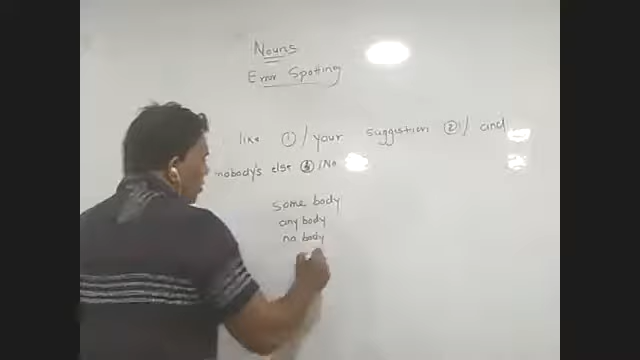 Nouns
Error Spotting
like ① / your suggestion ② / and
nobody's else ③ / No
some body
any body
no body